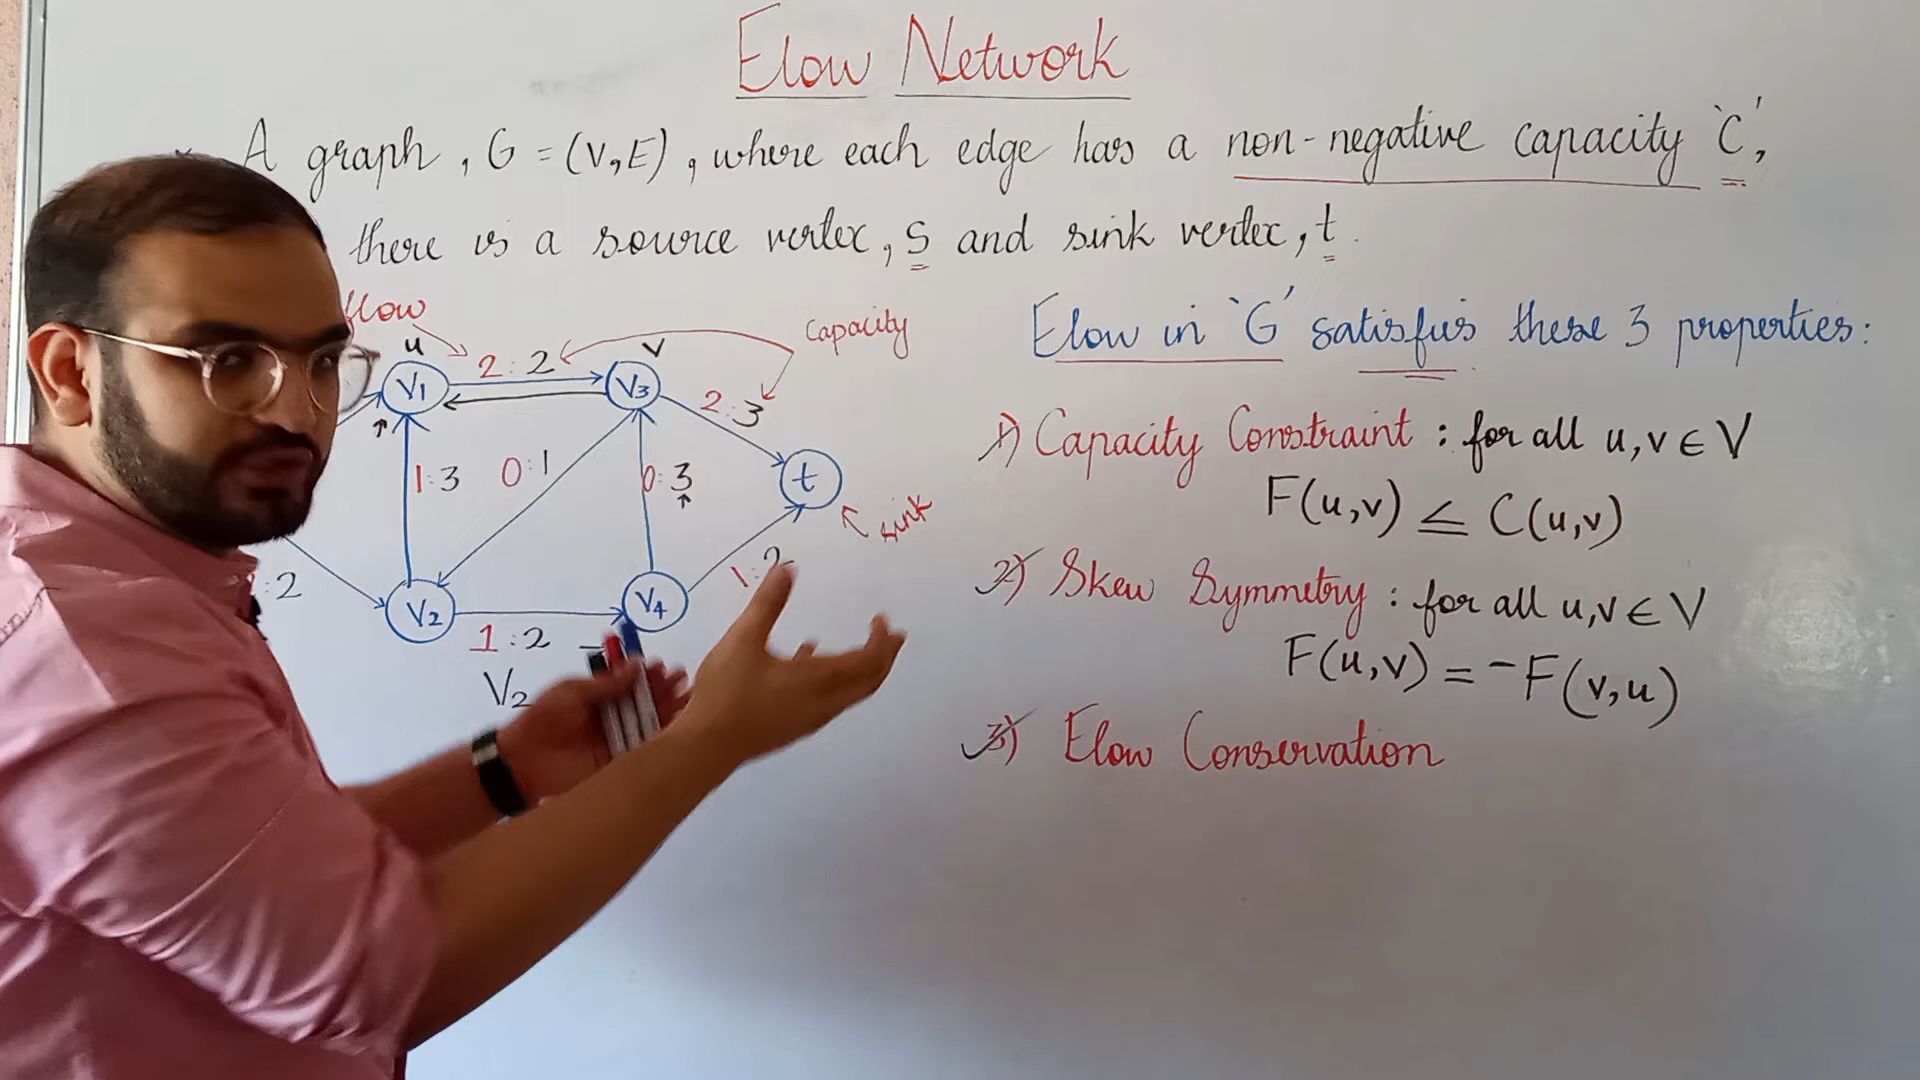 Flow Network
A graph, G = (V, E), where each edge has a non-negative capacity 'C',
there is a source vertex, s and sink vertex, t.
flow
Capacity
u
v
2:2
V1
V3
2:3
1:3
0:1
0:3
t
sink
:2
V2
V4
1:2
1:2
V2
Flow in 'G' satisfies these 3 properties:
1) Capacity Constraint : for all u,v ∈ V
F(u,v) ≤ C(u,v)
2) Skew Symmetry : for all u,v ∈ V
F(u,v) = -F(v,u)
3) Flow Conservation